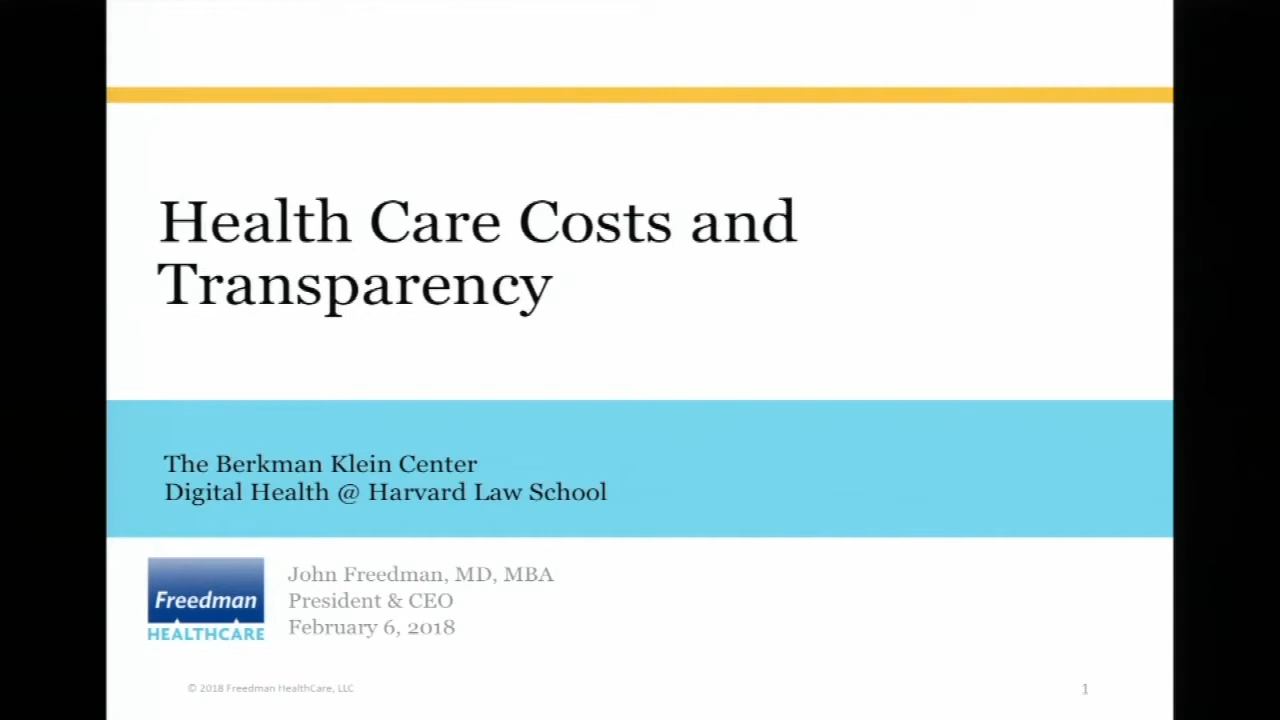 Health Care Costs and
Transparency
The Berkman Klein Center
Digital Health @ Harvard Law School
Freedman
HEALTHCARE
John Freedman, MD, MBA
President & CEO
February 6, 2018
© 2018 Freedman HealthCare, LLC
1